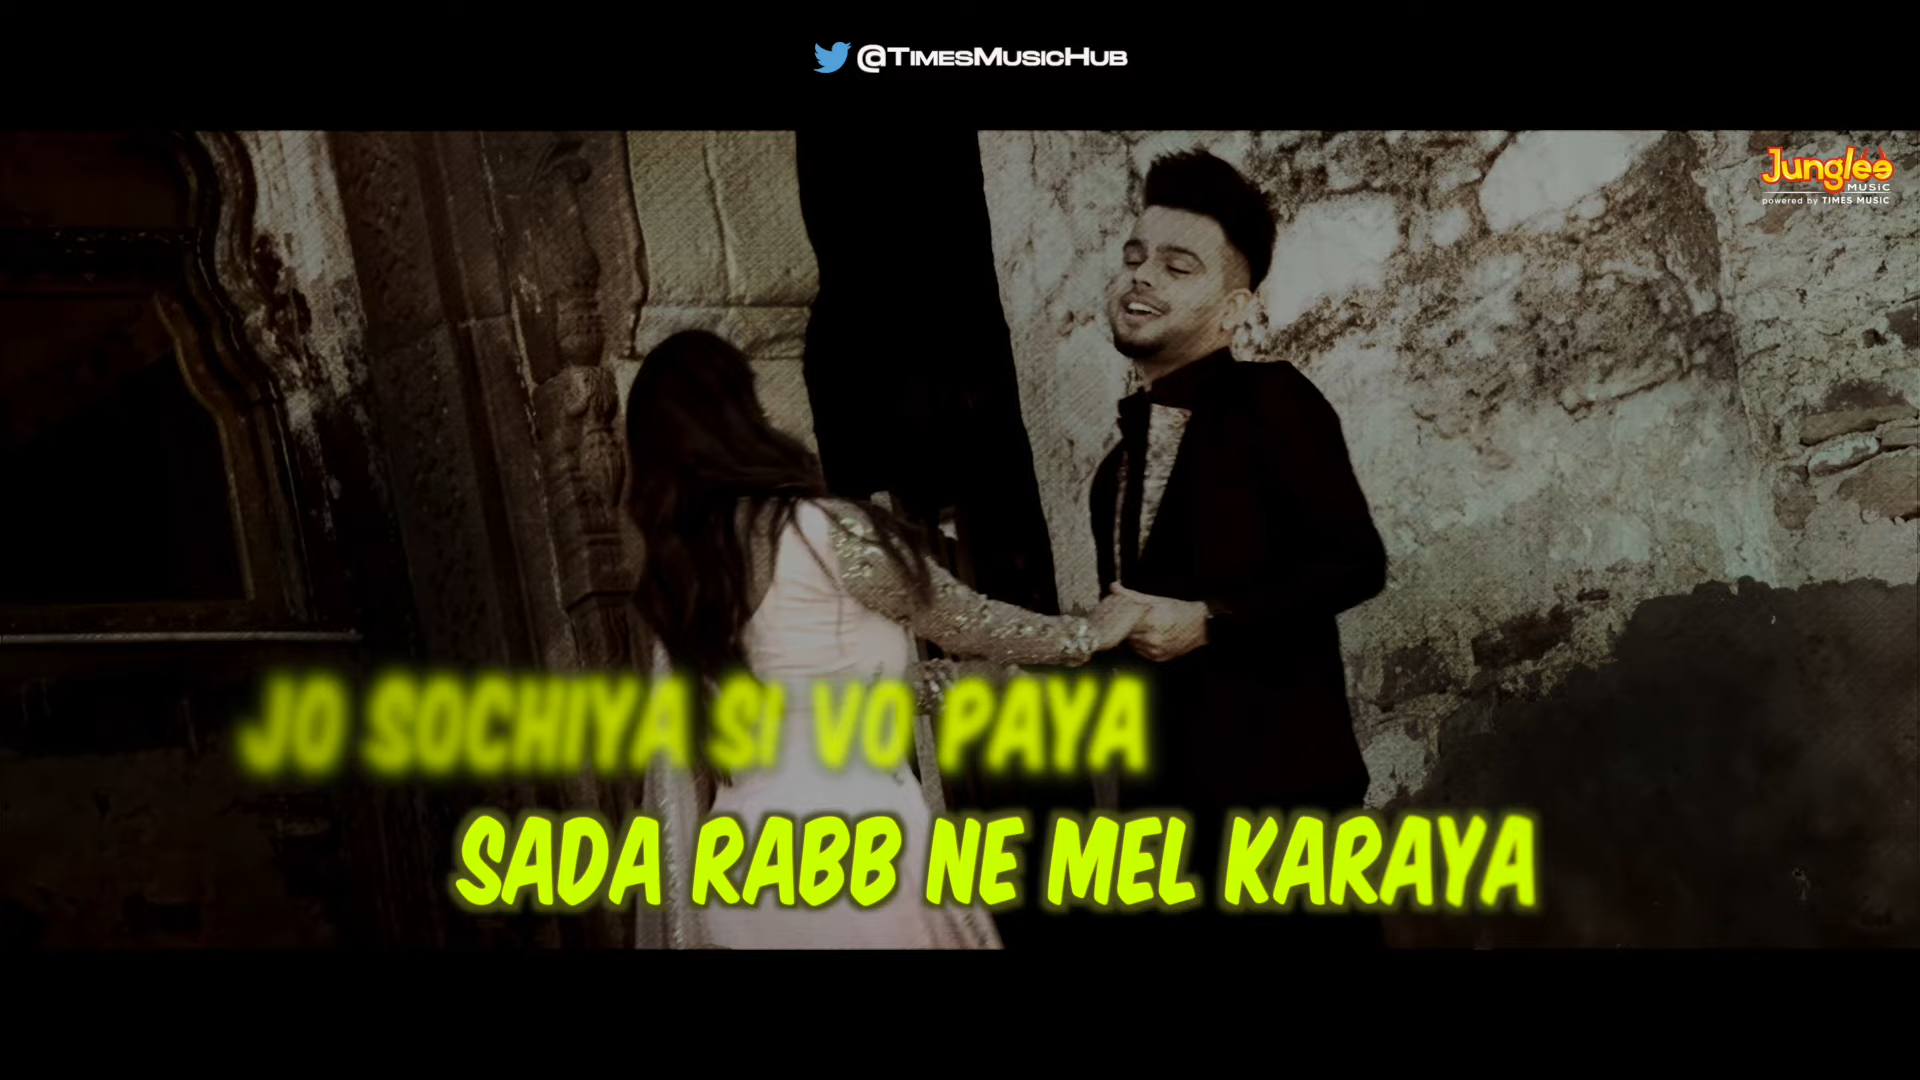 @TimesMusicHub
Junglee
MUSIC
powered by TIMES MUSIC
JO SOCHIYA SI VO PAYA
SADA RABB NE MEL KARAYA